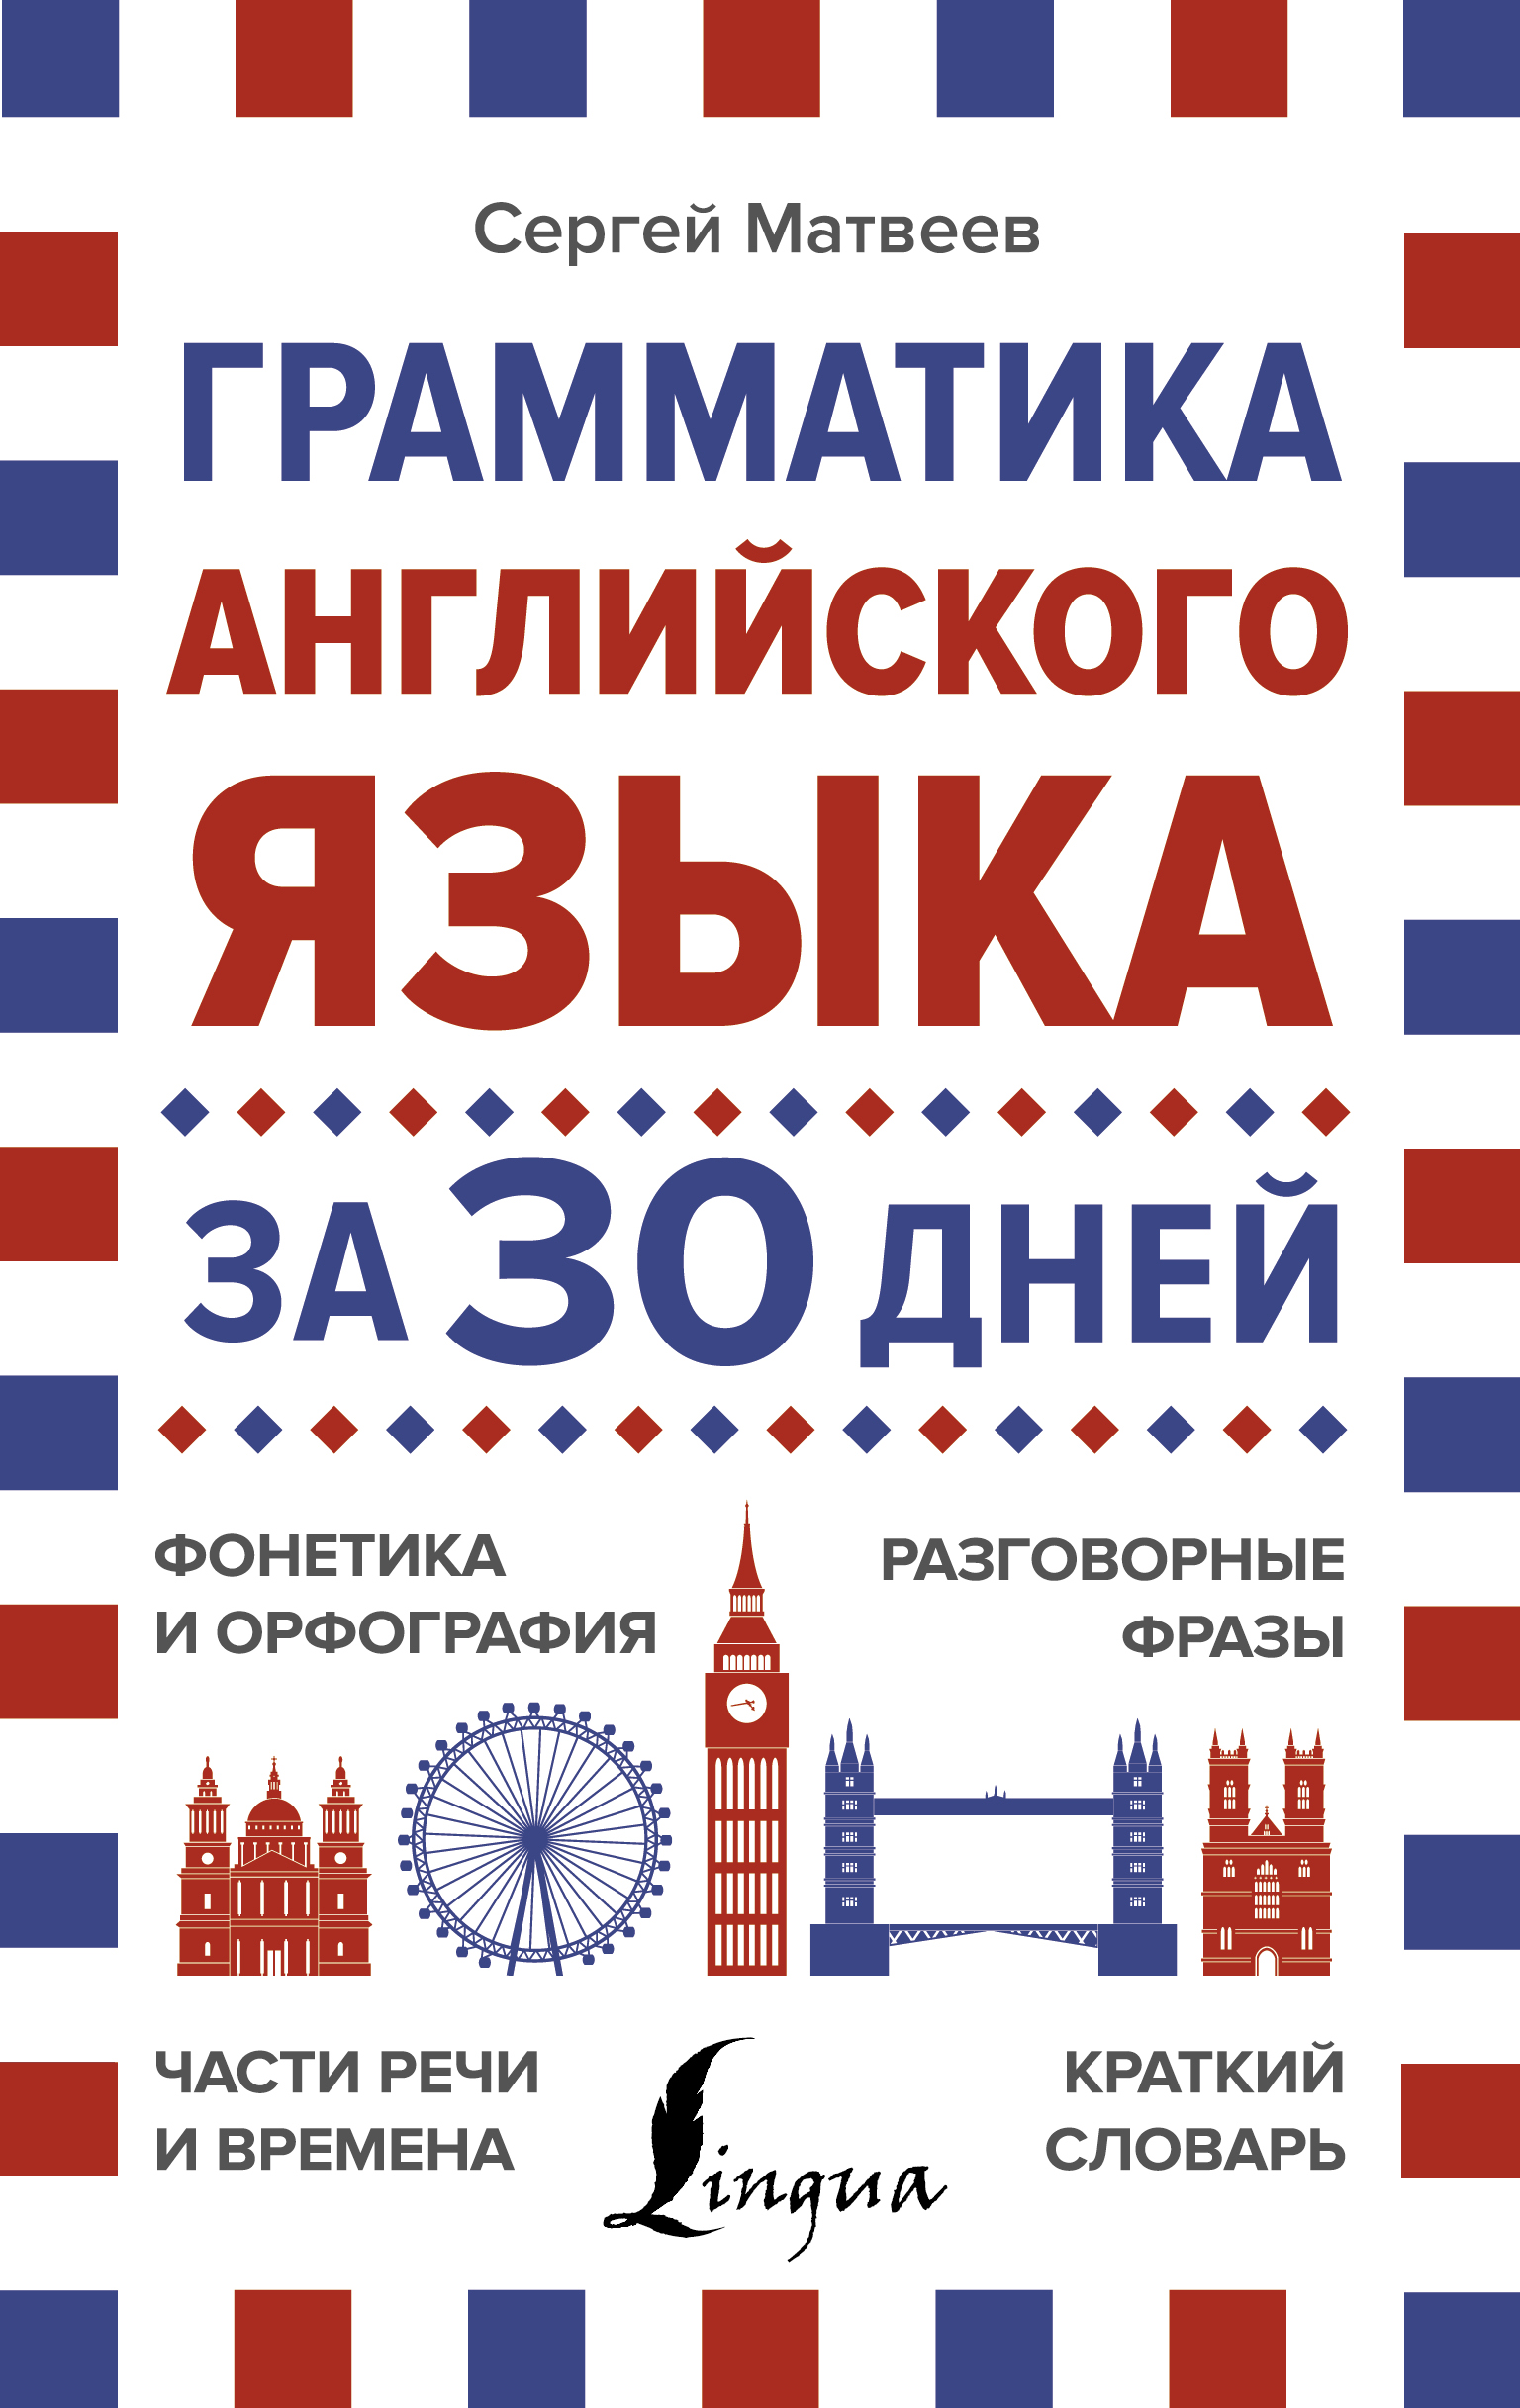 Сергей Матвеев
ГРАММАТИКА
АНГЛИЙСКОГО
ЯЗЫКА
ЗА 30 ДНЕЙ
ФОНЕТИКА
И ОРФОГРАФИЯ
РАЗГОВОРНЫЕ
ФРАЗЫ
ЧАСТИ РЕЧИ
И ВРЕМЕНА
Lingua
КРАТКИЙ
СЛОВАРЬ